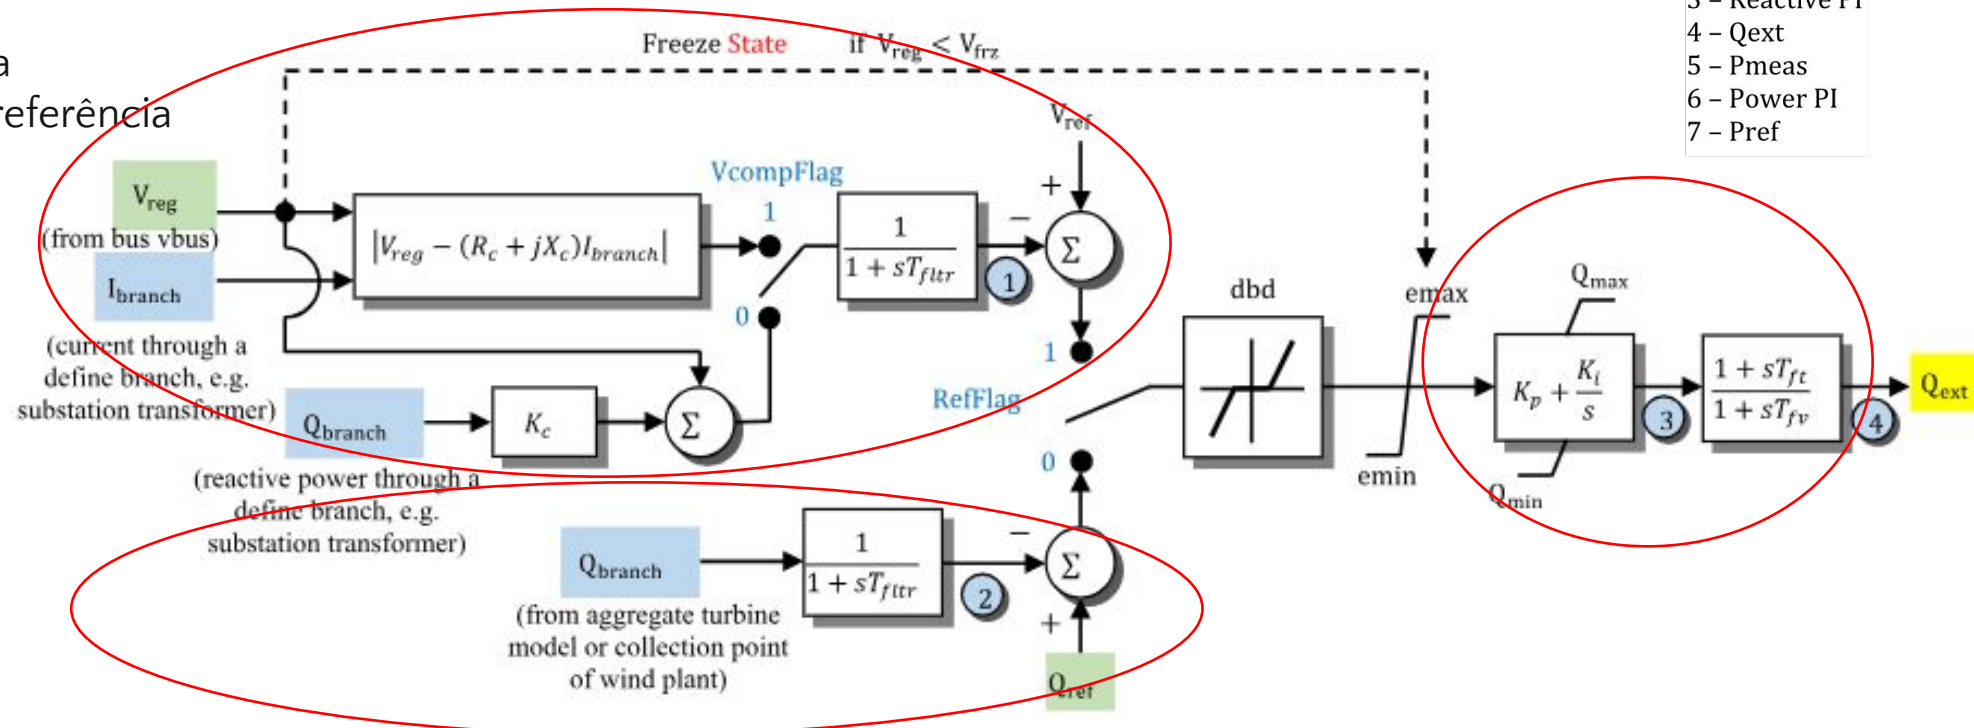 a
referência
Freeze State if Vreg < Vfrz
Reactive PI
4 – Qext
5 – Pmeas
6 – Power PI
7 – Pref
Vref
Vreg
(from bus vbus)
Ibranch
(current through a
define branch, e.g.
substation transformer)
|Vreg − (Rc + jXc)Ibranch|
VcompFlag
1
0
1
1 + sTfltr
1
−
+
Σ
1
RefFlag
0
Qbranch
(reactive power through a
define branch, e.g.
substation transformer)
Kc
Σ
Qbranch
(from aggregate turbine
model or collection point
of wind plant)
1
1 + sTfltr
2
−
+
Σ
Qref
dbd
emax
emin
Qmax
Kp + Ki
s
Qmin
3
1 + sTft
1 + sTfv
4
Qext